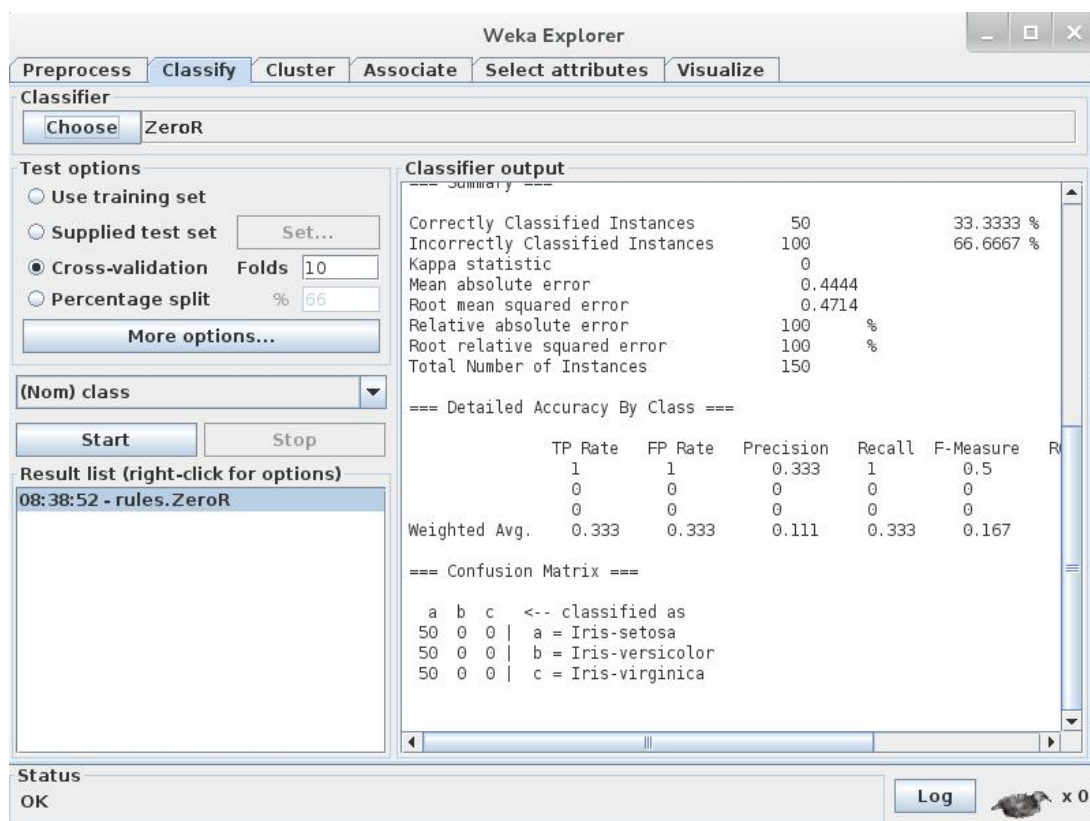 Weka Explorer
Preprocess Classify Cluster Associate Select attributes Visualize
Classifier
Choose ZeroR
Test options
Use training set
Supplied test set Set...
Cross-validation Folds 10
Percentage split % 66
More options...
(Nom) class
Start Stop
Result list (right-click for options)
08:38:52 - rules.ZeroR
Classifier output
=== Summary ===
Correctly Classified Instances 50 33.3333 %
Incorrectly Classified Instances 100 66.6667 %
Kappa statistic 0
Mean absolute error 0.4444
Root mean squared error 0.4714
Relative absolute error 100 %
Root relative squared error 100 %
Total Number of Instances 150
=== Detailed Accuracy By Class ===
TP Rate FP Rate Precision Recall F-Measure
1 1 0.333 1 0.5
0 0 0 0 0
0 0 0 0 0
Weighted Avg. 0.333 0.333 0.111 0.333 0.167
=== Confusion Matrix ===
a b c <-- classified as
50 0 0 | a = Iris-setosa
50 0 0 | b = Iris-versicolor
50 0 0 | c = Iris-virginica
Status
OK
Log x 0